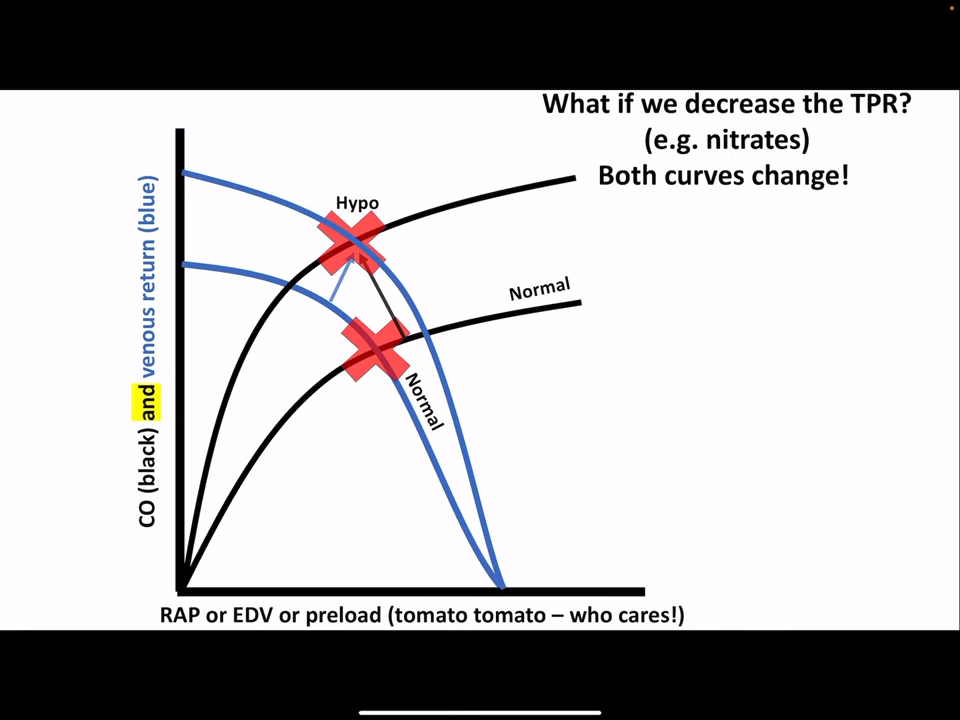 What if we decrease the TPR?
(e.g. nitrates)
Both curves change!
Hypo
Normal
Normal
CO (black) and venous return (blue)
RAP or EDV or preload (tomato tomato – who cares!)